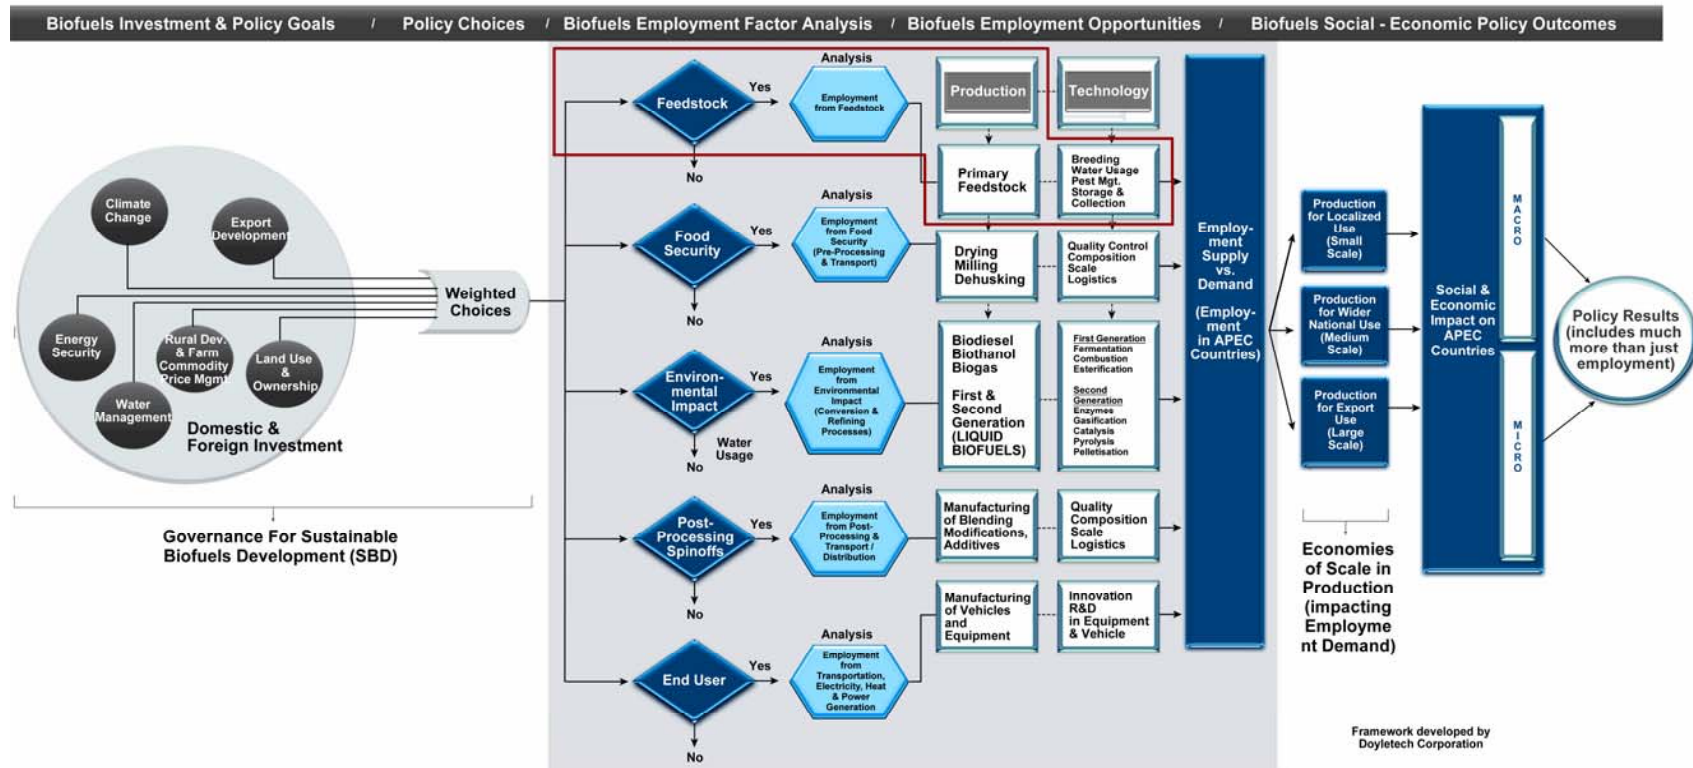 Biofuels Investment & Policy Goals / Policy Choices / Biofuels Employment Factor Analysis / Biofuels Employment Opportunities / Biofuels Social - Economic Policy Outcomes
Climate
Change
Export
Development
Energy
Security
Rural Dev.
& Farm
Commodity
Price Mgmt.
Land Use
&
Ownership
Water
Management
Domestic &
Foreign Investment
Governance For Sustainable
Biofuels Development (SBD)
Weighted
Choices
Feedstock
Yes
No
Analysis
Employment
from Feedstock
Production
Technology
Primary
Feedstock
Breeding
Water Usage
Pest Mgt.
Storage &
Collection
Food
Security
Yes
No
Analysis
Employment
from Food
Security
(Pre-Processing
& Transport)
Drying
Milling
Dehusking
Quality Control
Composition
Scale
Logistics
Environ-
mental
Impact
Yes
Water
Usage
No
Analysis
Employment
from
Environmental
Impact
(Conversion &
Refining
Processes)
Biodiesel
Biothanol
Biogas
First &
Second
Generation
(LIQUID
BIOFUELS)
First Generation
Fermentation
Combustion
Esterification
Second
Generation
Enzymes
Gasification
Catalysis
Pyrolysis
Pelletisation
Post-
Processing
Spinoffs
Yes
No
Analysis
Employment
from Post-
Processing &
Transport /
Distribution
Manufacturing
of Blending
Modifications,
Additives
Quality
Composition
Scale
Logistics
End User
Yes
No
Analysis
Employment
from
Transportation,
Electricity, Heat
& Power
Generation
Manufacturing
of Vehicles
and
Equipment
Innovation
R&D
in Equipment
& Vehicle
Employ-
ment
Supply
vs.
Demand
(Employ-
ment
in APEC
Countries)
Production
for Localized
Use
(Small
Scale)
Production
for Wider
National Use
(Medium
Scale)
Production
for Export
Use
(Large
Scale)
Economies
of Scale in
Production
(impacting
Employme
nt Demand)
Social &
Economic
Impact on
APEC
Countries
MACRO
MICRO
Policy Results
(includes much
more than just
employment)
Framework developed by
Doyletech Corporation